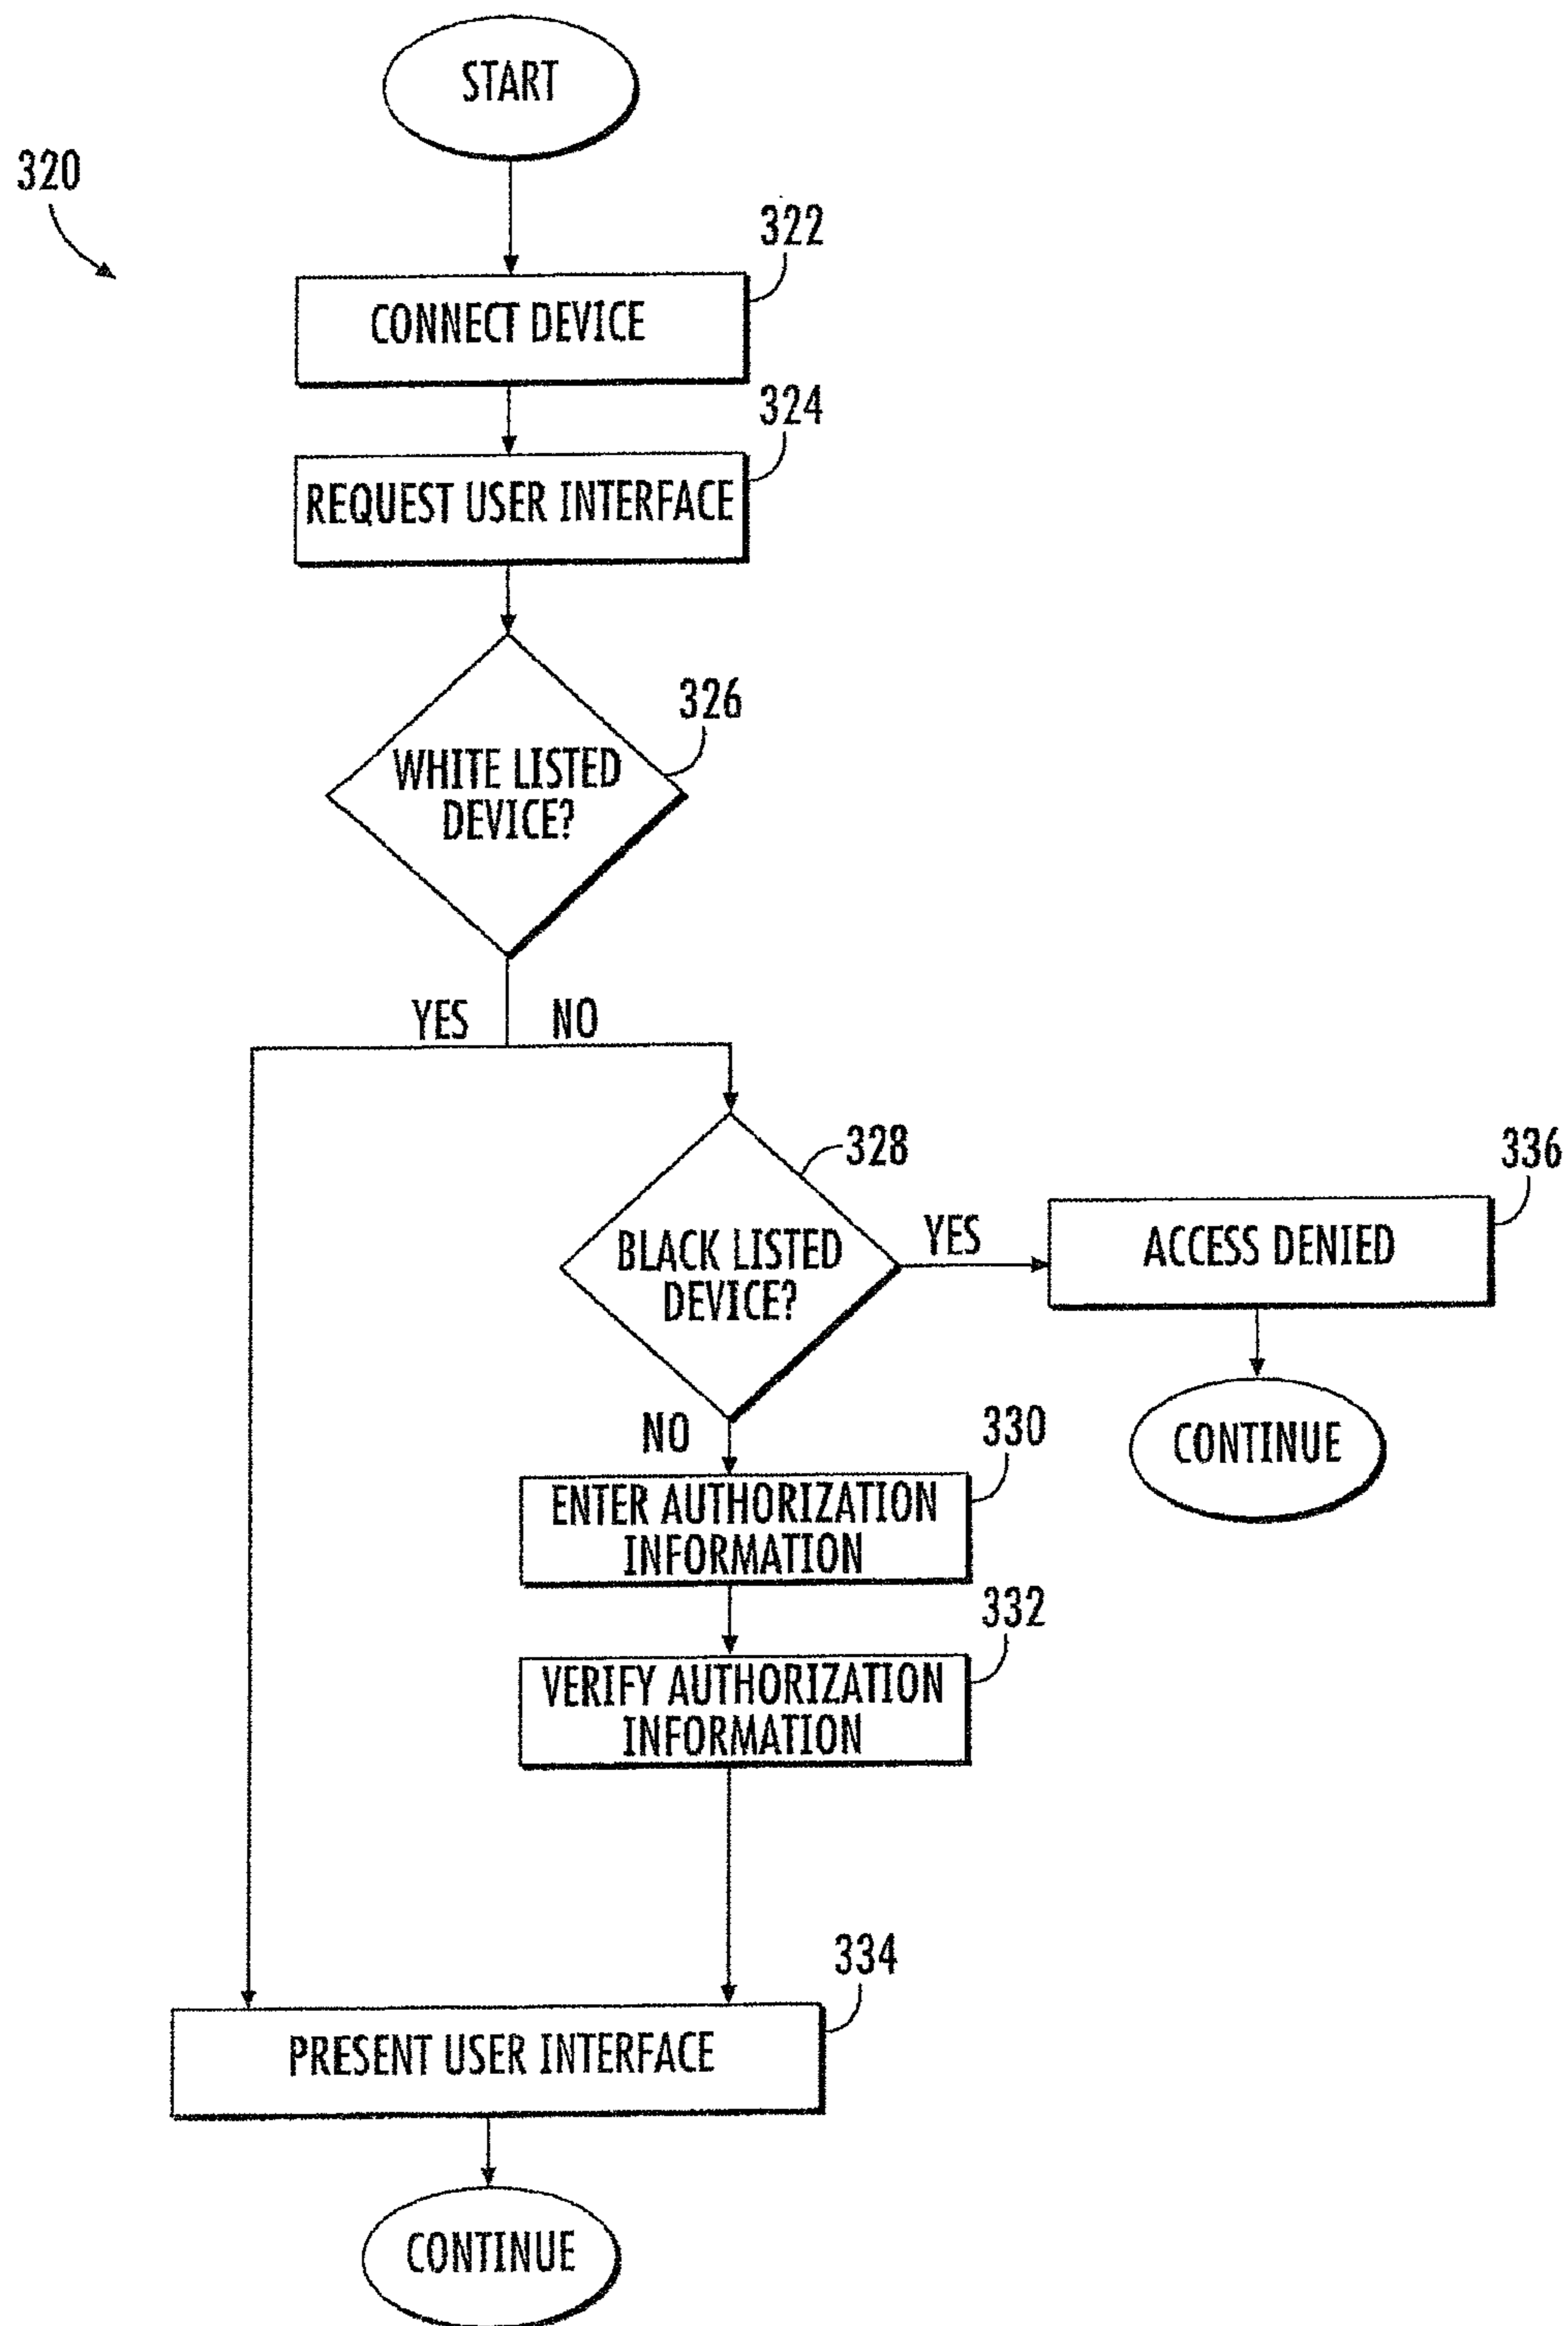 START
320
322
CONNECT DEVICE
324
REQUEST USER INTERFACE
326
WHITE LISTED
DEVICE?
YES NO
328
336
BLACK LISTED
DEVICE?
YES
ACCESS DENIED
NO
330
CONTINUE
ENTER AUTHORIZATION
INFORMATION
332
VERIFY AUTHORIZATION
INFORMATION
334
PRESENT USER INTERFACE
CONTINUE